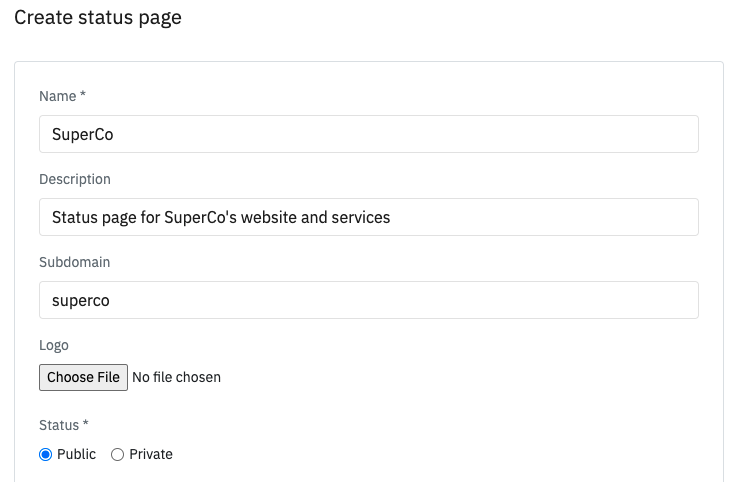 Create status page
Name *
SuperCo
Description
Status page for SuperCo's website and services
Subdomain
superco
Logo
Choose File No file chosen
Status *
Public Private